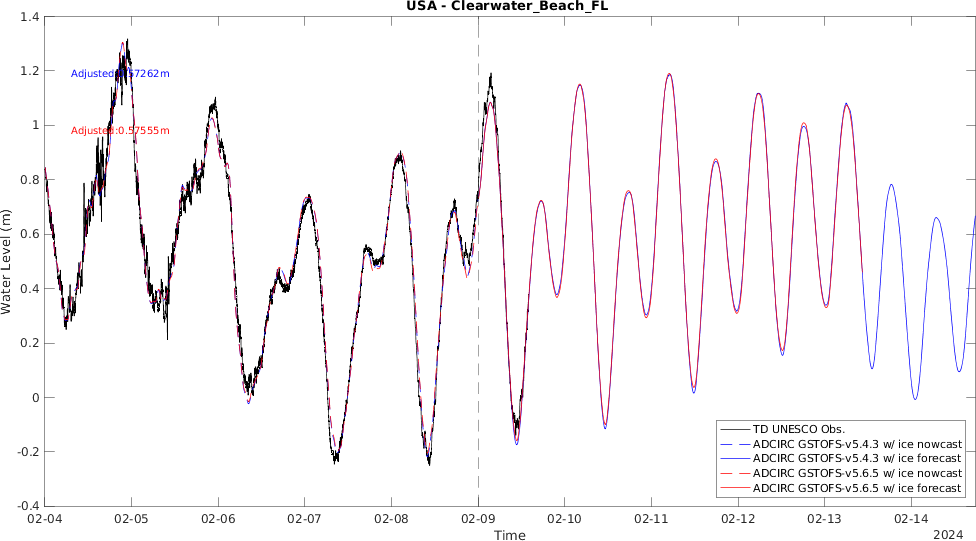 USA - Clearwater_Beach_FL
1.4
1.2
1
0.8
0.6
0.4
0.2
0
-0.2
-0.4
Water Level (m)
Adjusted:0.57262m
Adjusted:0.57555m
TD UNESCO Obs.
ADCIRC GSTOFS-v5.4.3 w/ ice nowcast
ADCIRC GSTOFS-v5.4.3 w/ ice forecast
ADCIRC GSTOFS-v5.6.5 w/ ice nowcast
ADCIRC GSTOFS-v5.6.5 w/ ice forecast
02-04 02-05 02-06 02-07 02-08 02-09 02-10 02-11 02-12 02-13 02-14
Time
2024